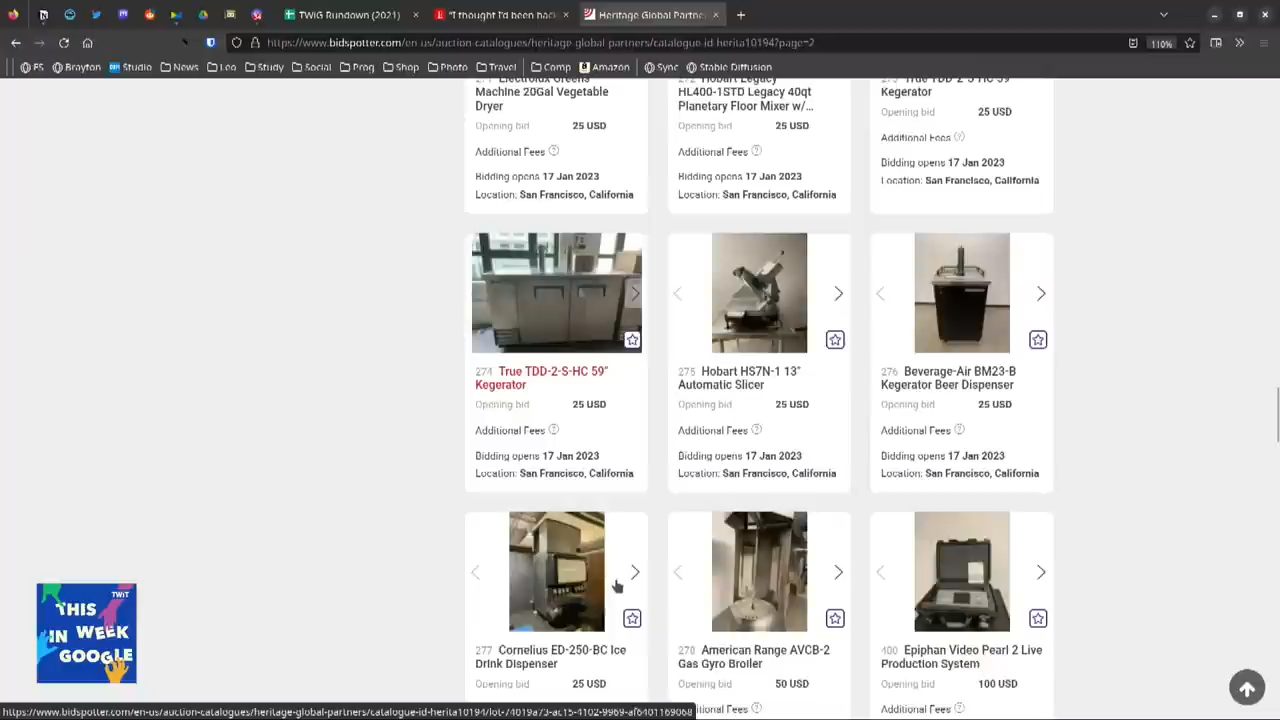 TWiG Rundown (2021)
"I thought I'd been hack
Heritage Global Partne
https://www.bidspotter.com/en-us/auction-catalogues/heritage-global-partners/catalogue-id-herita10194?page=2
110%
FS
Brayton
Studio
News
Leo
Study
Social
Prog
Shop
Photo
Travel
Comp
Amazon
Sync
Stable Diffusion
Machine 20Gal Vegetable
Dryer
Opening bid 25 USD
Additional Fees
Bidding opens 17 Jan 2023
Location: San Francisco, California
HL400-1STD Legacy 40qt
Planetary Floor Mixer w/...
Opening bid 25 USD
Additional Fees
Bidding opens 17 Jan 2023
Location: San Francisco, California
Kegerator
Opening bid 25 USD
Additional Fees
Bidding opens 17 Jan 2023
Location: San Francisco, California
274 True TDD-2-S-HC 59"
Kegerator
Opening bid 25 USD
Additional Fees
Bidding opens 17 Jan 2023
Location: San Francisco, California
275 Hobart HS7N-1 13"
Automatic Slicer
Opening bid 25 USD
Additional Fees
Bidding opens 17 Jan 2023
Location: San Francisco, California
276 Beverage-Air BM23-B
Kegerator Beer Dispenser
Opening bid 25 USD
Additional Fees
Bidding opens 17 Jan 2023
Location: San Francisco, California
277 Cornelius ED-250-BC Ice
Drink Dispenser
Opening bid 25 USD
American Range AVCB-2
Gas Gyro Broiler
Opening bid 50 USD
Additional Fees
400 Epiphan Video Pearl 2 Live
Production System
Opening bid 100 USD
Additional Fees
TWiT
THIS
IN WEEK
GOOGLE